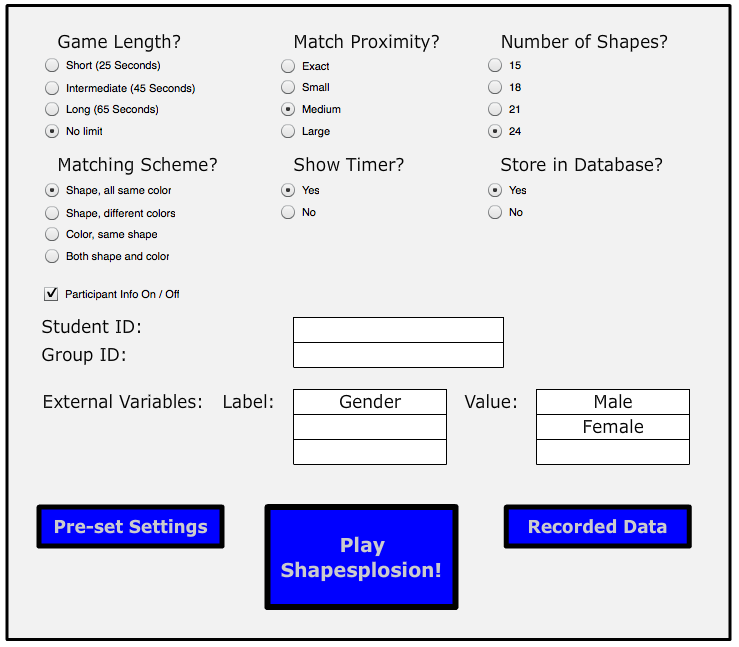 Game Length?
Short (25 Seconds)
Intermediate (45 Seconds)
Long (65 Seconds)
No limit
Match Proximity?
Exact
Small
Medium
Large
Number of Shapes?
15
18
21
24
Matching Scheme?
Shape, all same color
Shape, different colors
Color, same shape
Both shape and color
Show Timer?
Yes
No
Store in Database?
Yes
No
Participant Info On / Off
Student ID:
Group ID:
External Variables: Label: Gender Value: Male
Female
Pre-set Settings
Play
Shapesplosion!
Recorded Data